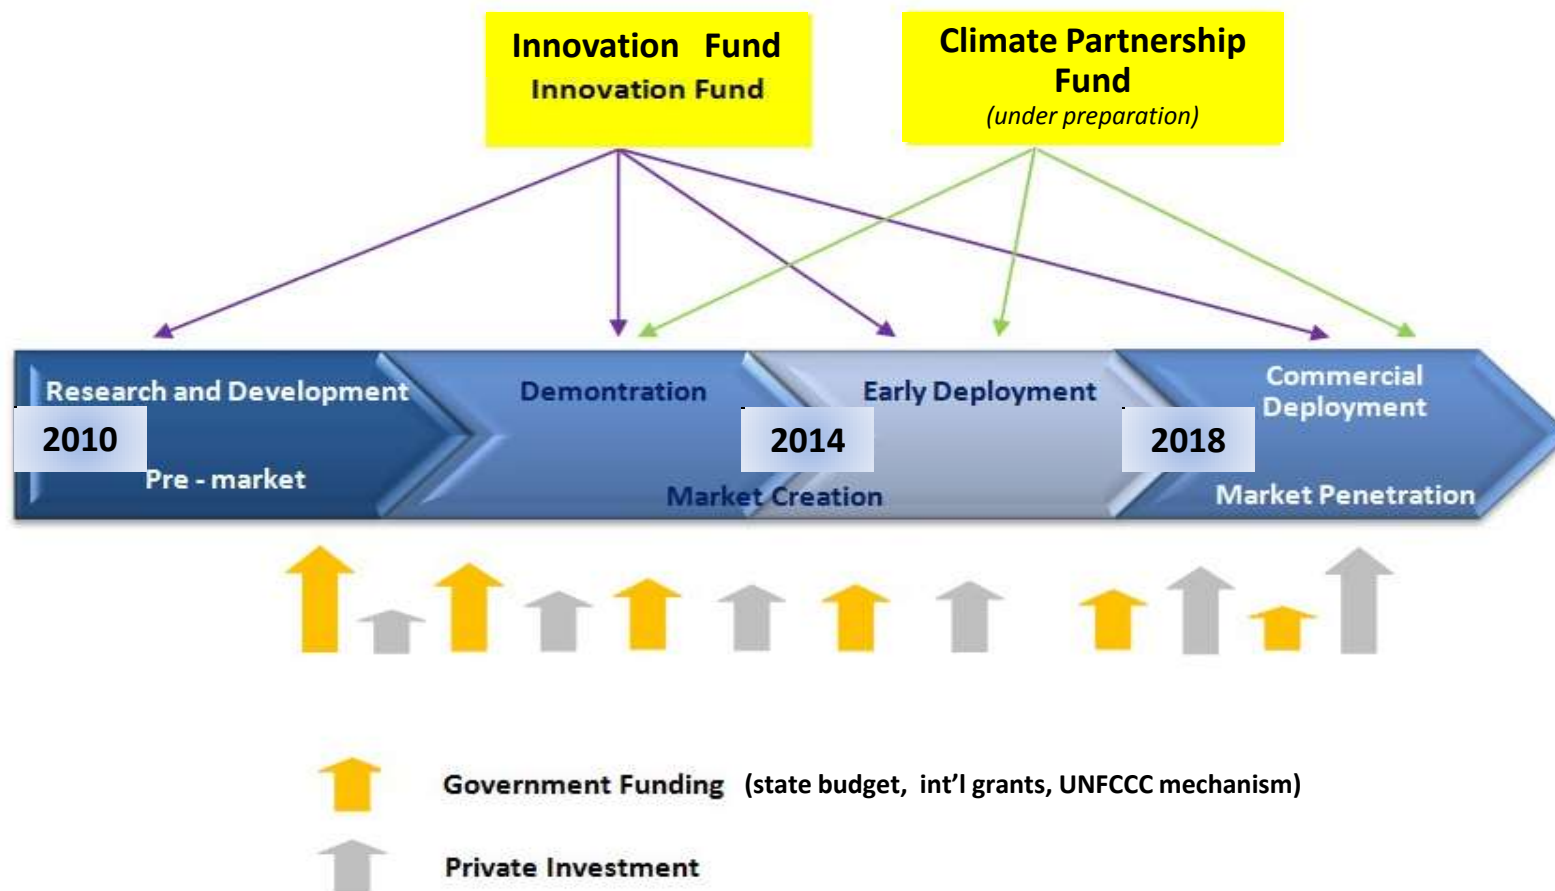 Innovation Fund
Innovation Fund
Climate Partnership
Fund
(under preparation)
Research and Development
Demontration
Early Deployment
Commercial
Deployment
2010
2014
2018
Pre - market
Market Creation
Market Penetration
Government Funding (state budget, int'l grants, UNFCCC mechanism)
Private Investment